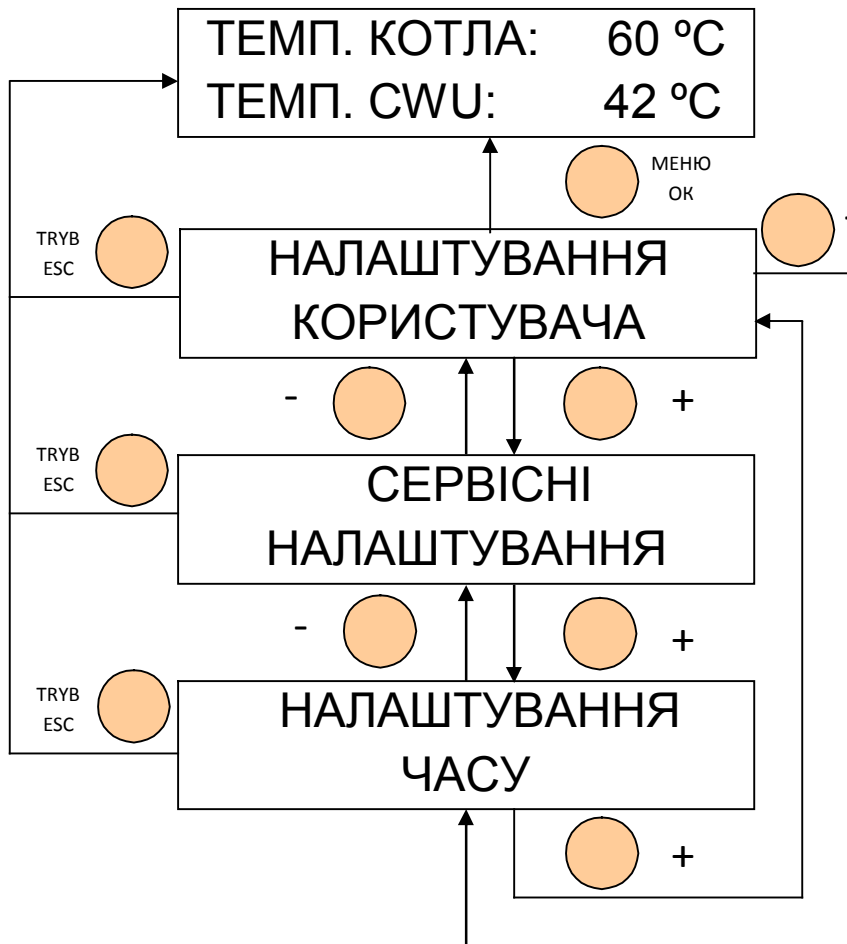 ТЕМП. КОТЛА: 60 ºC
ТЕМП. CWU: 42 ºC
МЕНЮ
ОК
TRYB
ESC
НАЛАШТУВАННЯ
КОРИСТУВАЧА
-
+
TRYB
ESC
СЕРВІСНІ
НАЛАШТУВАННЯ
-
+
TRYB
ESC
НАЛАШТУВАННЯ
ЧАСУ
+